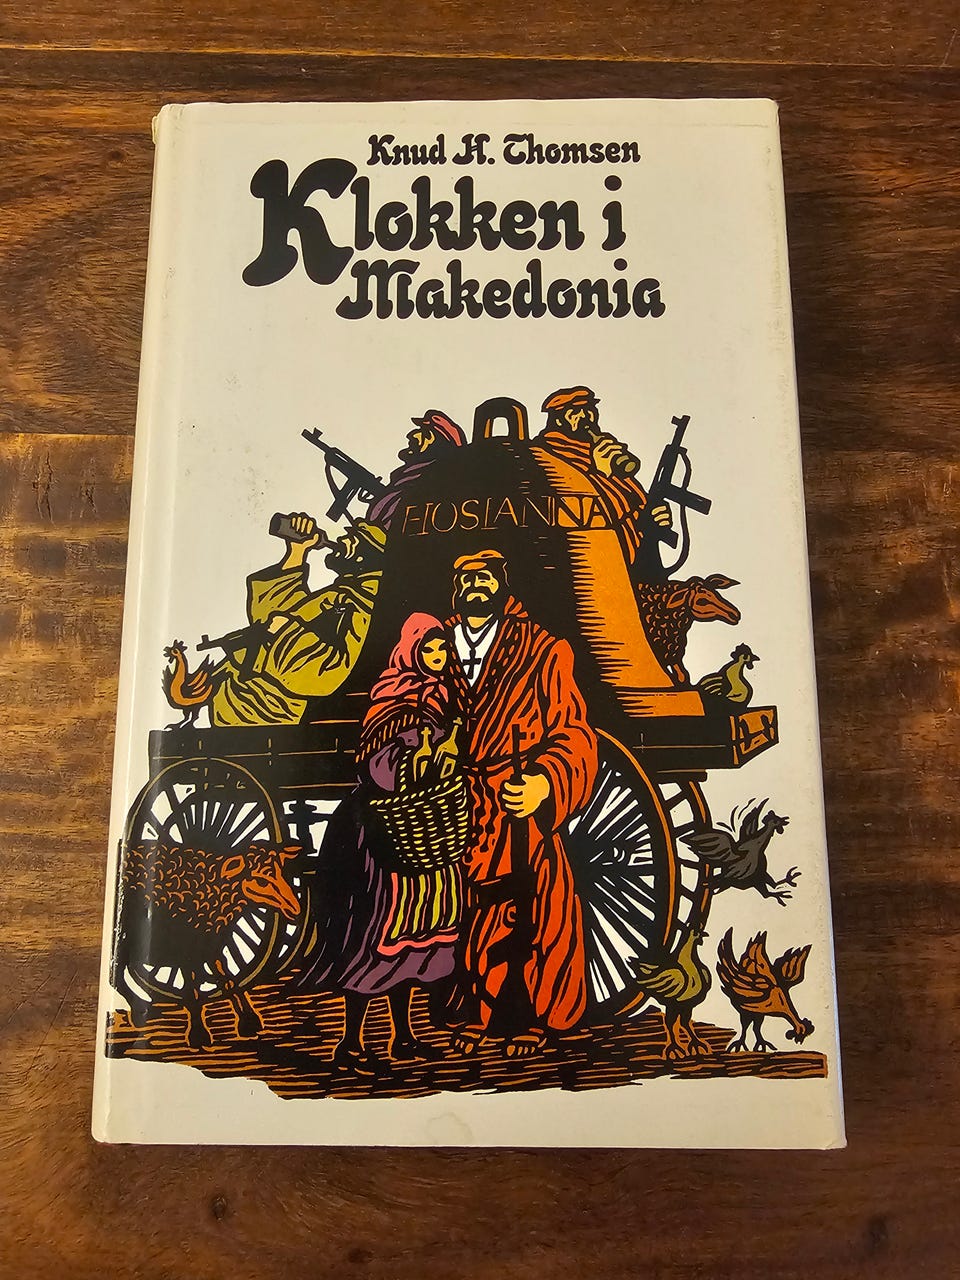 Knud H. Thomsen
Klokken i
Makedonia
HOSIANNA